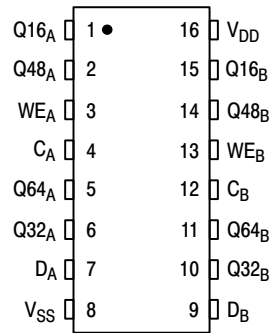 Q16A 1 16 VDD
Q48A 2 15 Q16B
WEA 3 14 Q48B
CA 4 13 WEB
Q64A 5 12 CB
Q32A 6 11 Q64B
DA 7 10 Q32B
VSS 8 9 DB